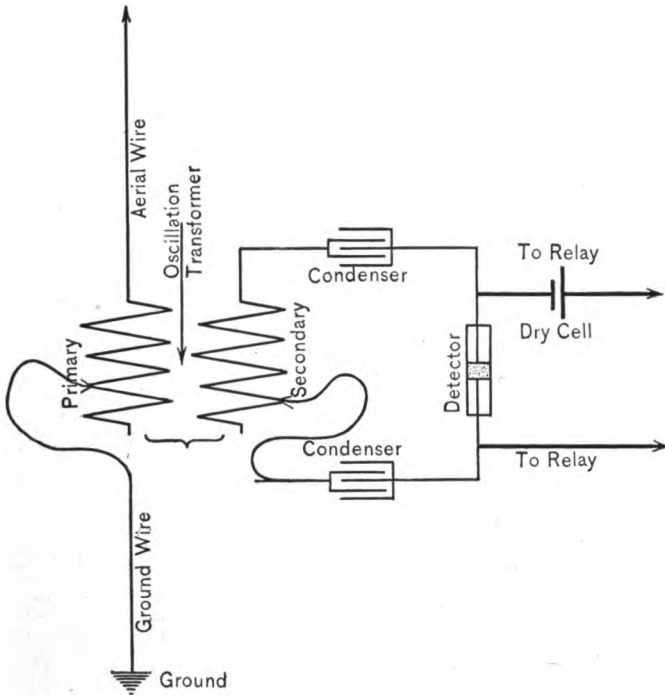 Aerial Wire
Oscillation
Transformer
Condenser
To Relay
Dry Cell
Primary
Secondary
Detector
Condenser
To Relay
Ground Wire
Ground